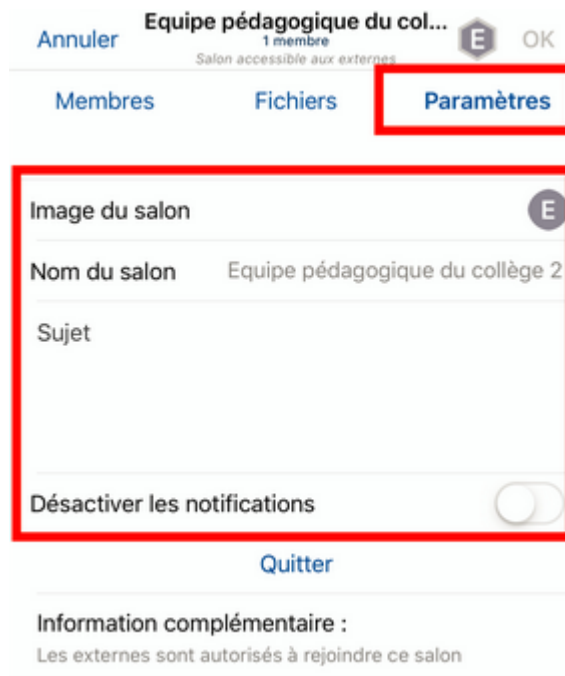 Annuler Equipe pédagogique du col... E OK
1 membre
Salon accessible aux externes
Membres Fichiers Paramètres
Image du salon E
Nom du salon Equipe pédagogique du collège 2
Sujet
Désactiver les notifications
Quitter
Information complémentaire :
Les externes sont autorisés à rejoindre ce salon